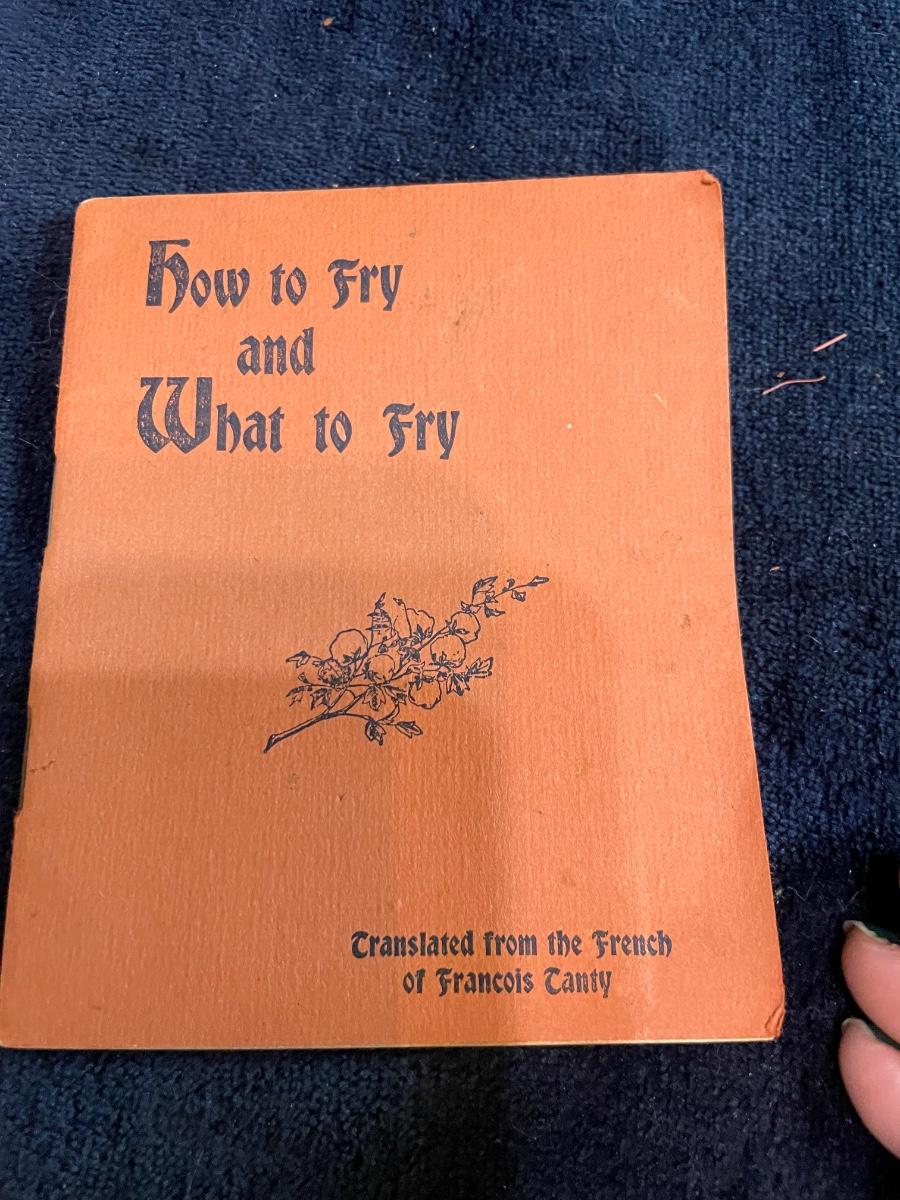 How to Fry
and
What to Fry
Translated from the French
of Francois Tanty